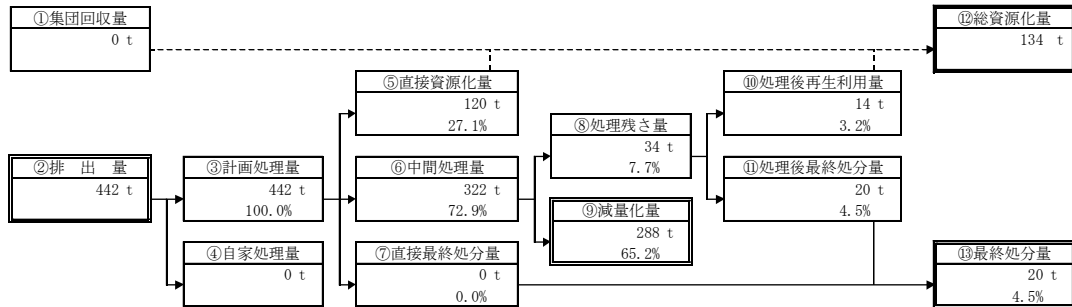 ①集団回収量
0 t
⑫総資源化量
134 t
⑤直接資源化量
120 t
27.1%
⑩処理後再生利用量
14 t
3.2%
⑧処理残さ量
34 t
7.7%
②排 出 量
442 t
③計画処理量
442 t
100.0%
⑥中間処理量
322 t
72.9%
⑪処理後最終処分量
20 t
4.5%
⑨減量化量
288 t
65.2%
④自家処理量
0 t
⑦直接最終処分量
0 t
0.0%
⑬最終処分量
20 t
4.5%